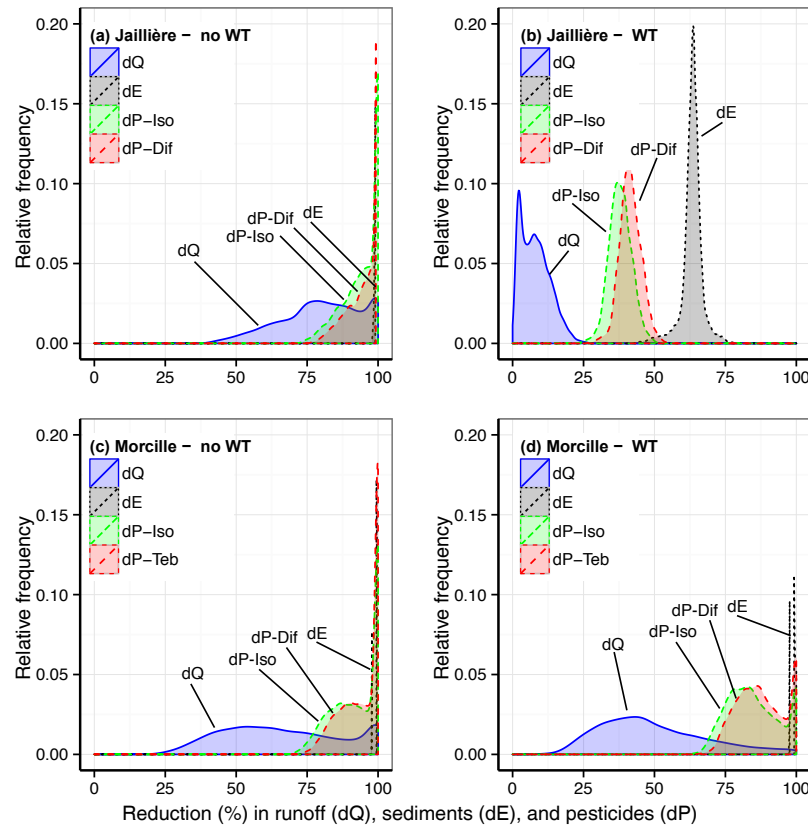 (a) Jaillière − no WT
dQ
dE
dP−Iso
dP−Dif
0.20
0.15
0.10
0.05
0.00
Relative frequency
dE
dP-Dif
dP-Iso
dQ
0 25 50 75 100
(b) Jaillière − WT
dQ
dE
dP−Iso
dP−Dif
0.20
0.15
0.10
0.05
0.00
Relative frequency
dE
dP-Dif
dP-Iso
dQ
0 25 50 75 100
(c) Morcille − no WT
dQ
dE
dP−Iso
dP−Teb
0.20
0.15
0.10
0.05
0.00
Relative frequency
dP-Dif
dE
dP-Iso
dQ
0 25 50 75 100
(d) Morcille − WT
dQ
dE
dP−Iso
dP−Teb
0.20
0.15
0.10
0.05
0.00
Relative frequency
dE
dP-Dif
dP-Iso
dQ
0 25 50 75 100
Reduction (%) in runoff (dQ), sediments (dE), and pesticides (dP)